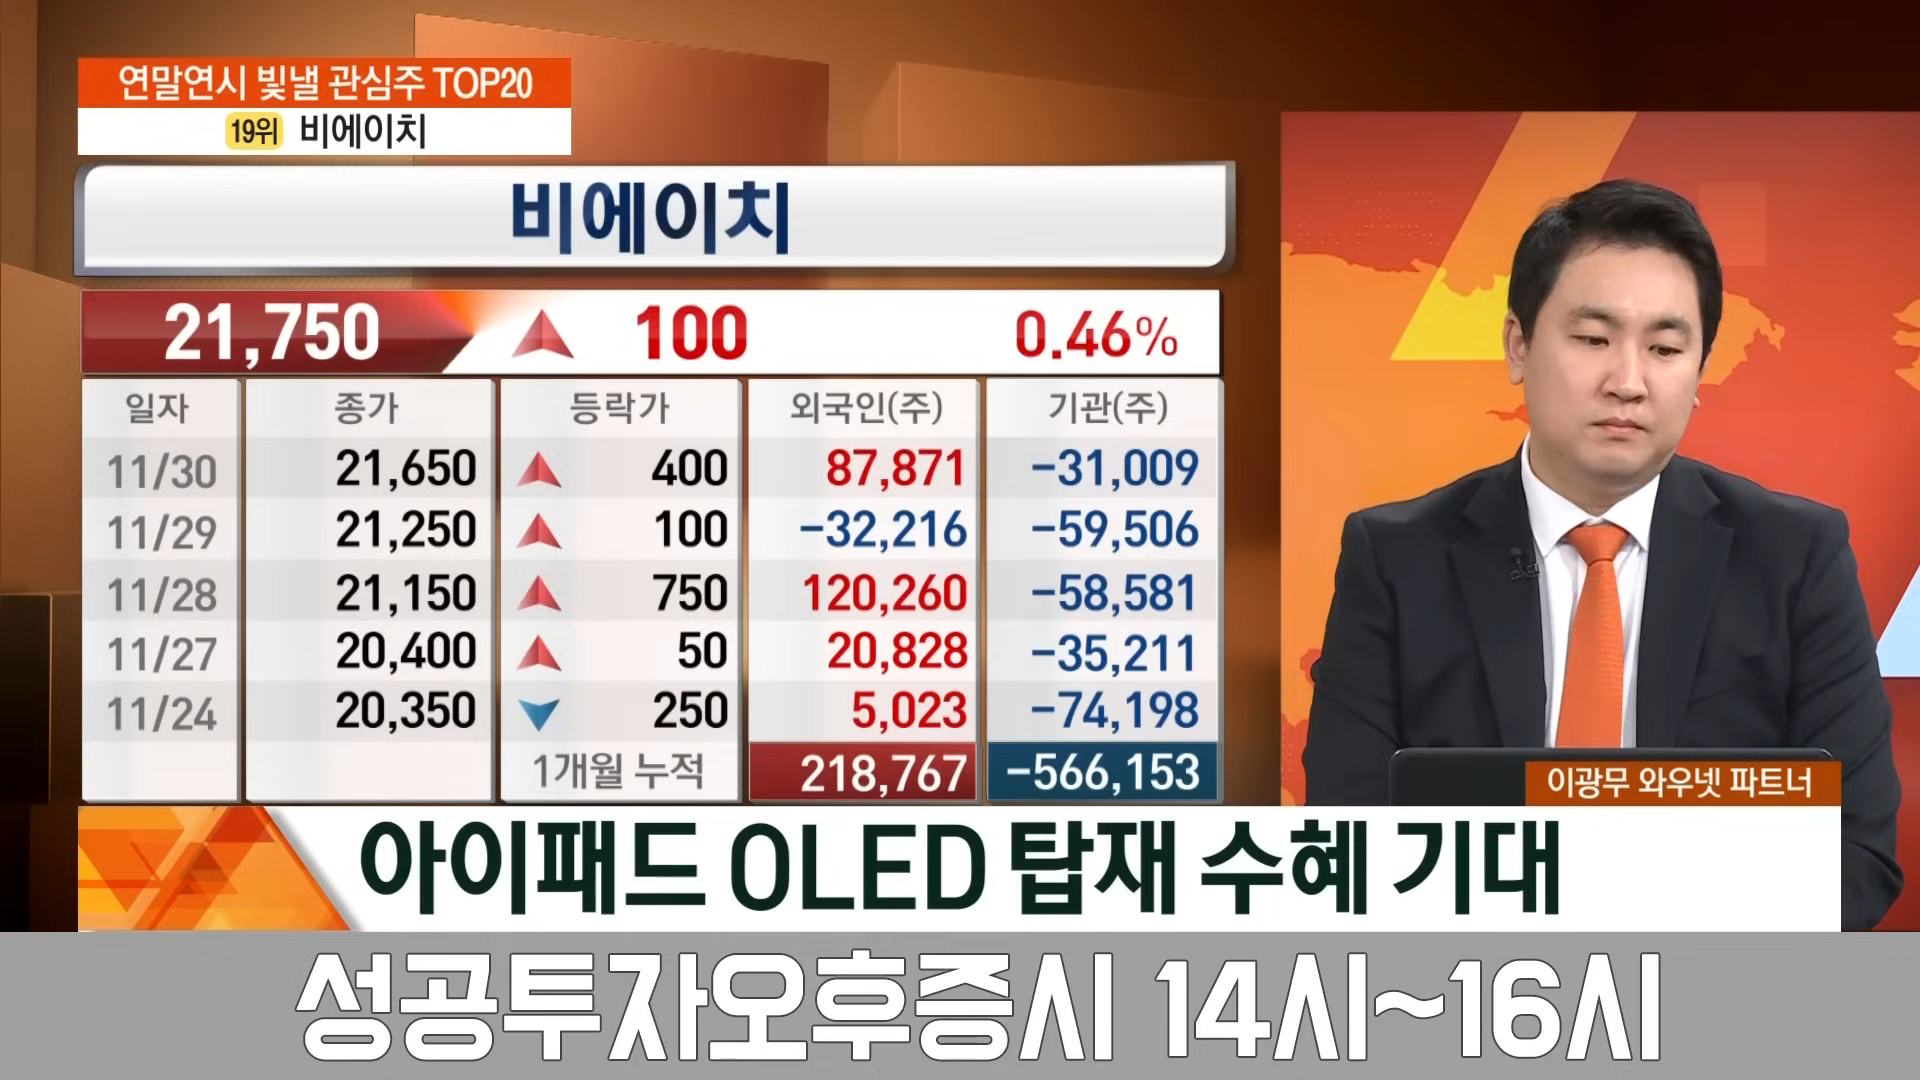 연말연시 빛낼 관심주 TOP20
19위 비에이치
비에이치
21,750 100 0.46%
일자 종가 등락가 외국인(주) 기관(주)
11/30 21,650 400 87,871 -31,009
11/29 21,250 100 -32,216 -59,506
11/28 21,150 750 120,260 -58,581
11/27 20,400 50 20,828 -35,211
11/24 20,350 250 5,023 -74,198
1개월 누적 218,767 -566,153
이광무 와우넷 파트너
아이패드 OLED 탑재 수혜 기대
성공투자오후증시 14시~16시